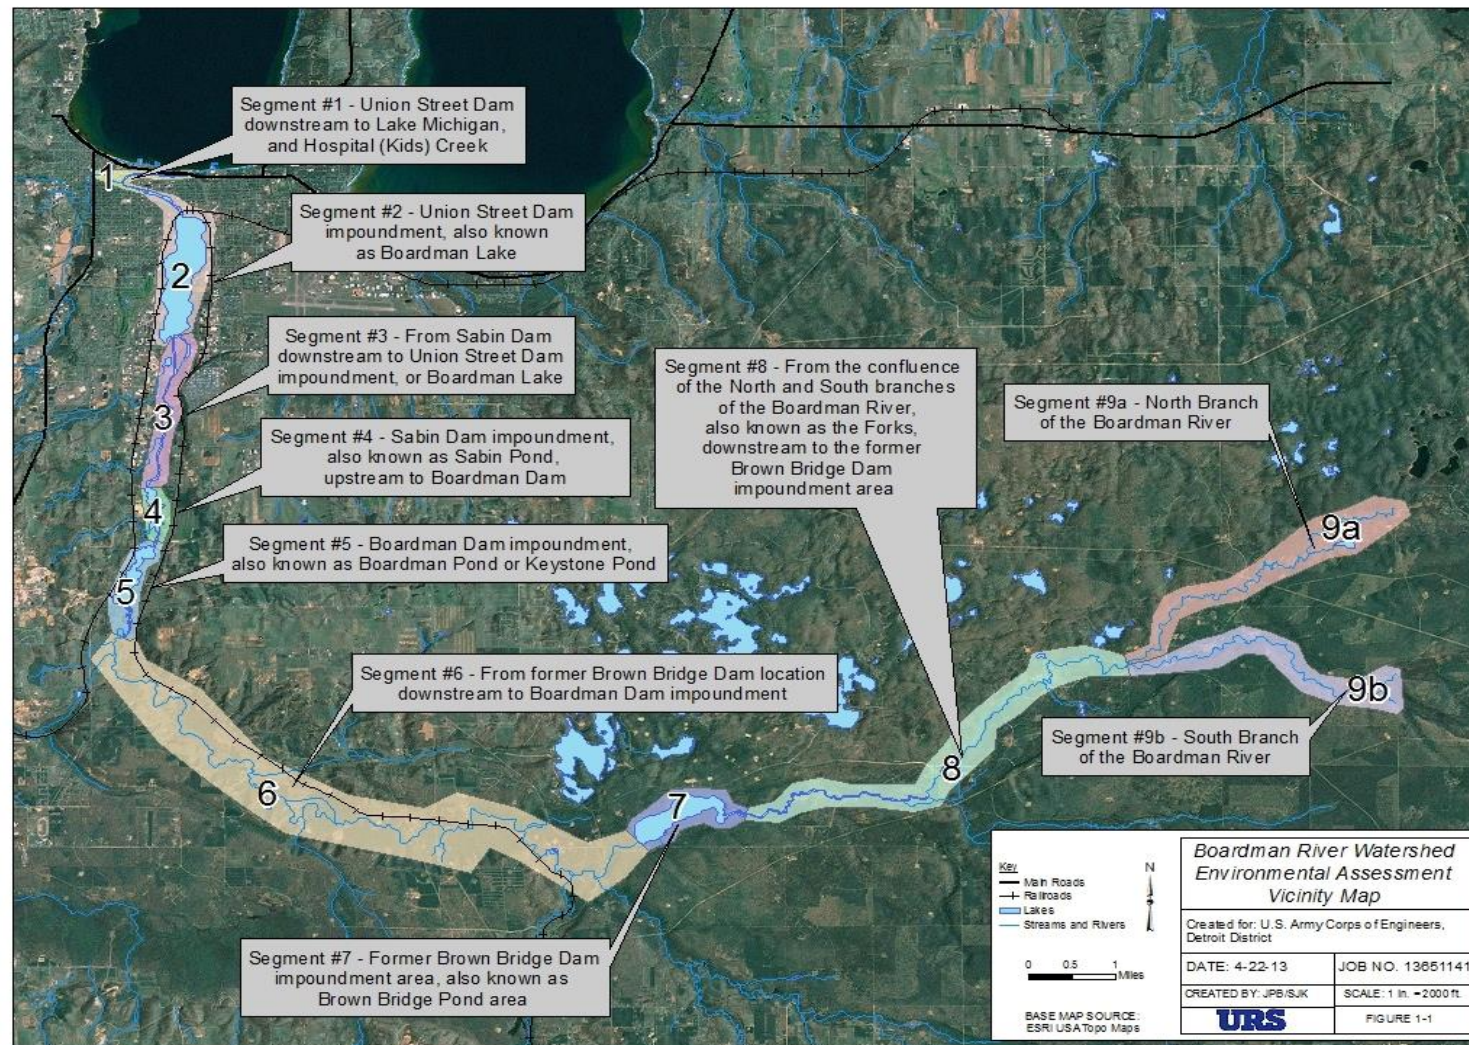 Segment #1 - Union Street Dam
downstream to Lake Michigan,
and Hospital (Kids) Creek
1
Segment #2 - Union Street Dam
impoundment, also known
as Boardman Lake
2
Segment #3 - From Sabin Dam
downstream to Union Street Dam
impoundment, or Boardman Lake
3
Segment #4 - Sabin Dam impoundment,
also known as Sabin Pond,
upstream to Boardman Dam
4
Segment #5 - Boardman Dam impoundment,
also known as Boardman Pond or Keystone Pond
5
Segment #6 - From former Brown Bridge Dam location
downstream to Boardman Dam impoundment
6
Segment #7 - Former Brown Bridge Dam
impoundment area, also known as
Brown Bridge Pond area
7
Segment #8 - From the confluence
of the North and South branches
of the Boardman River,
also known as the Forks,
downstream to the former
Brown Bridge Dam
impoundment area
8
Segment #9a - North Branch
of the Boardman River
9a
Segment #9b - South Branch
of the Boardman River
9b
Key
Main Roads
Railroads
Lakes
Streams and Rivers
N
0 0.5 1
Miles
BASE MAP SOURCE:
ESRI USA Topo Maps
Boardman River Watershed
Environmental Assessment
Vicinity Map
Created for: U.S. Army Corps of Engineers,
Detroit District
DATE: 4-22-13
JOB NO. 13651141
CREATED BY: JPB/SJK
SCALE: 1 in. = 2000 ft.
URS
FIGURE 1-1